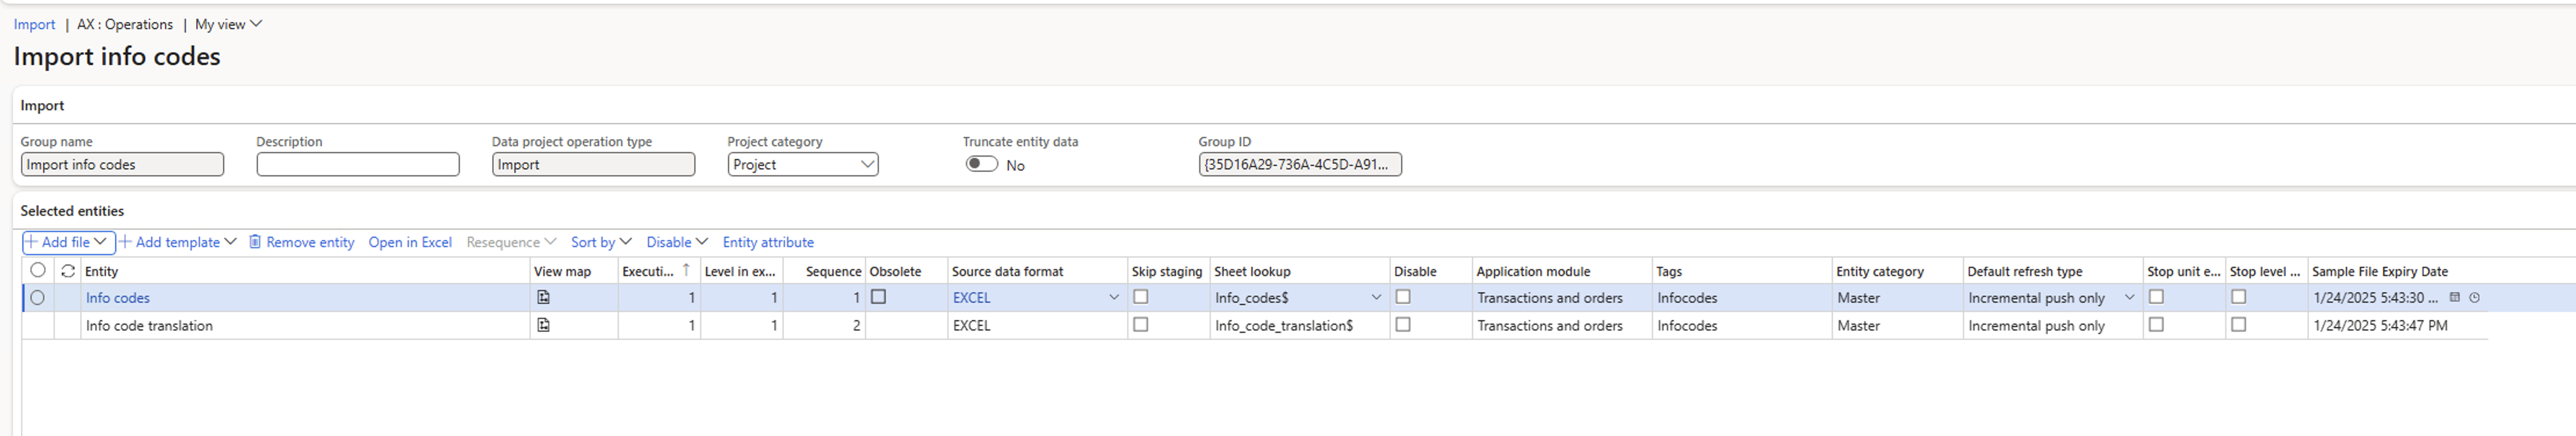 Import | AX : Operations | My view
Import info codes
Import
Group name Description Data project operation type Project category Truncate entity data Group ID
Import info codes Import Project No {35D16A29-736A-4C5D-A91...
Selected entities
Add file Add template Remove entity Open in Excel Resequence Sort by Disable Entity attribute
Entity View map Executi... Level in ex... Sequence Obsolete Source data format Skip staging Sheet lookup Disable Application module Tags Entity category Default refresh type Stop unit e... Stop level ... Sample File Expiry Date
Info codes 1 1 1 EXCEL Info_codes$ Transactions and orders Infocodes Master Incremental push only 1/24/2025 5:43:30 ...
Info code translation 1 1 2 EXCEL Info_code_translation$ Transactions and orders Infocodes Master Incremental push only 1/24/2025 5:43:47 PM